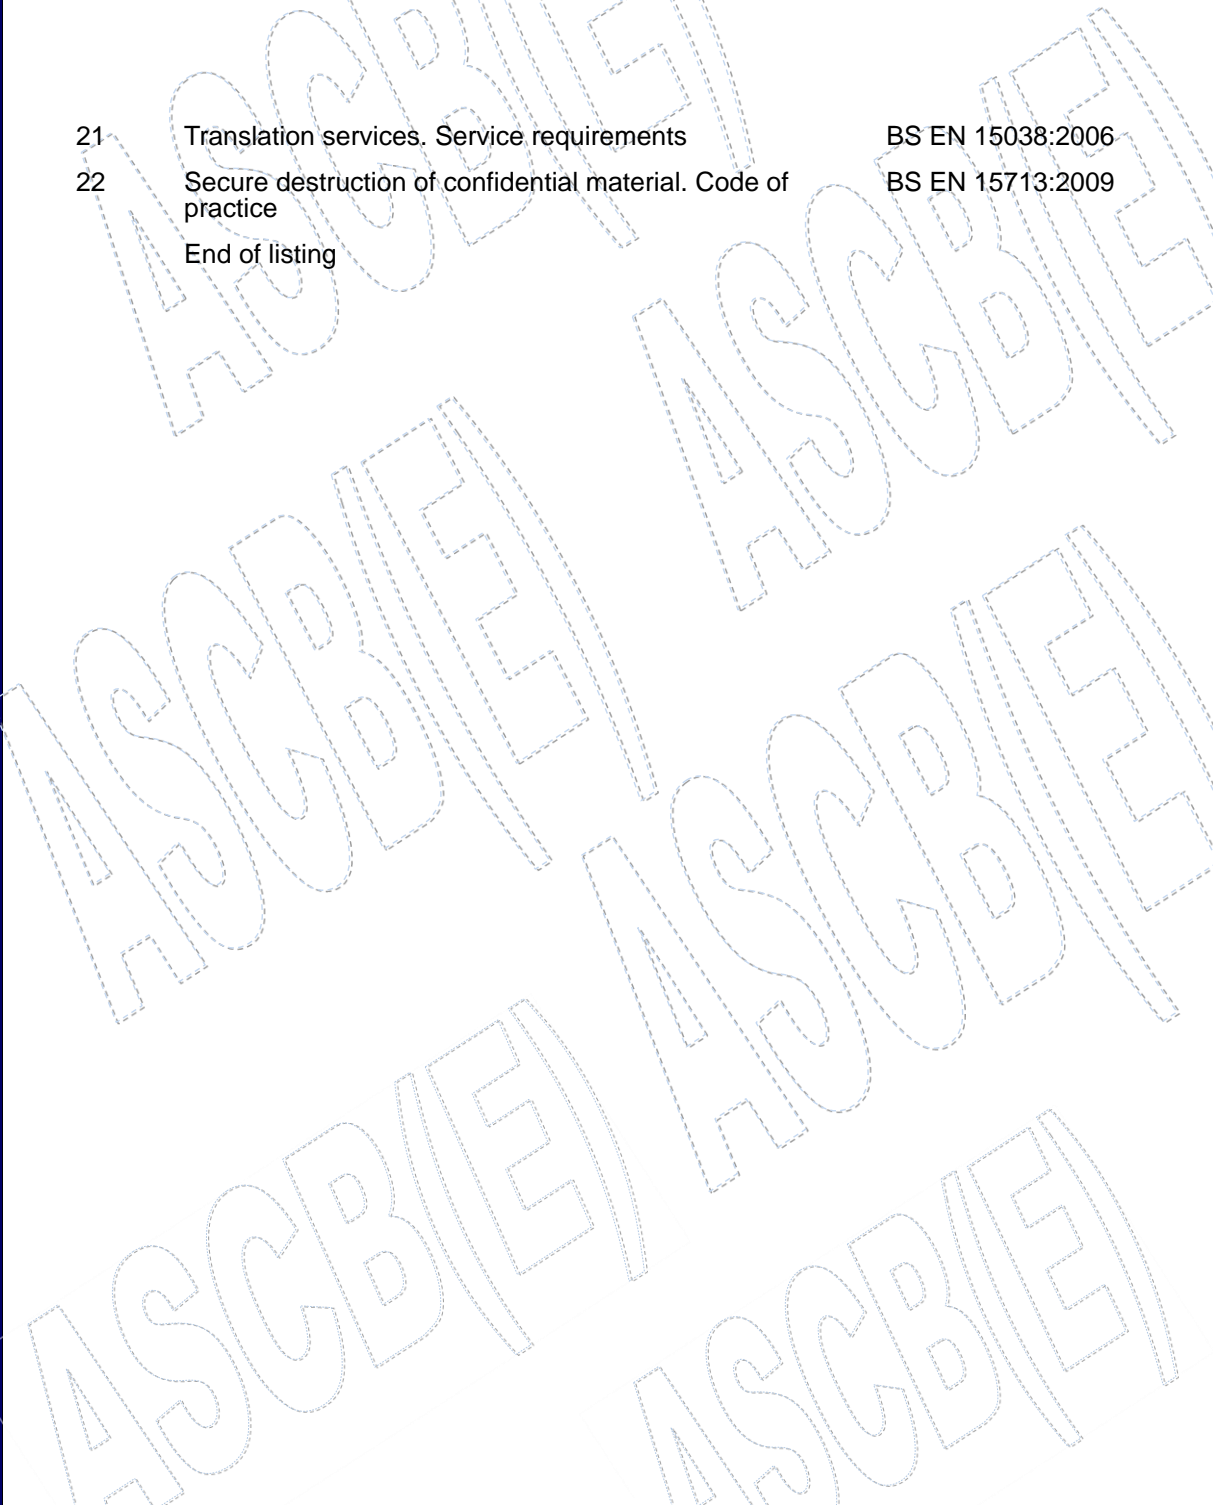 21 Translation services. Service requirements BS EN 15038:2006
22 Secure destruction of confidential material. Code of BS EN 15713:2009
practice
End of listing
ASCB(E)
ASCB(E)
ASCB(E)
ASCB(E)
ASCB(E)
ASCB(E)